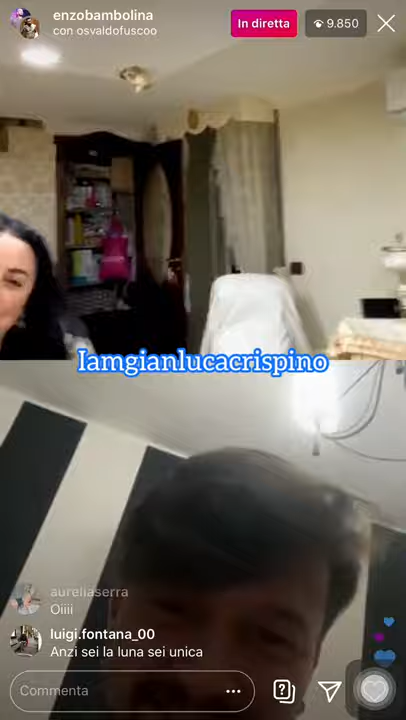 enzobambolina
con osvaldofuscoo
In diretta
9.850
Iamgianlucacrispino
aureliaserra
Oiiii
luigi.fontana_00
Anzi sei la luna sei unica
Commenta